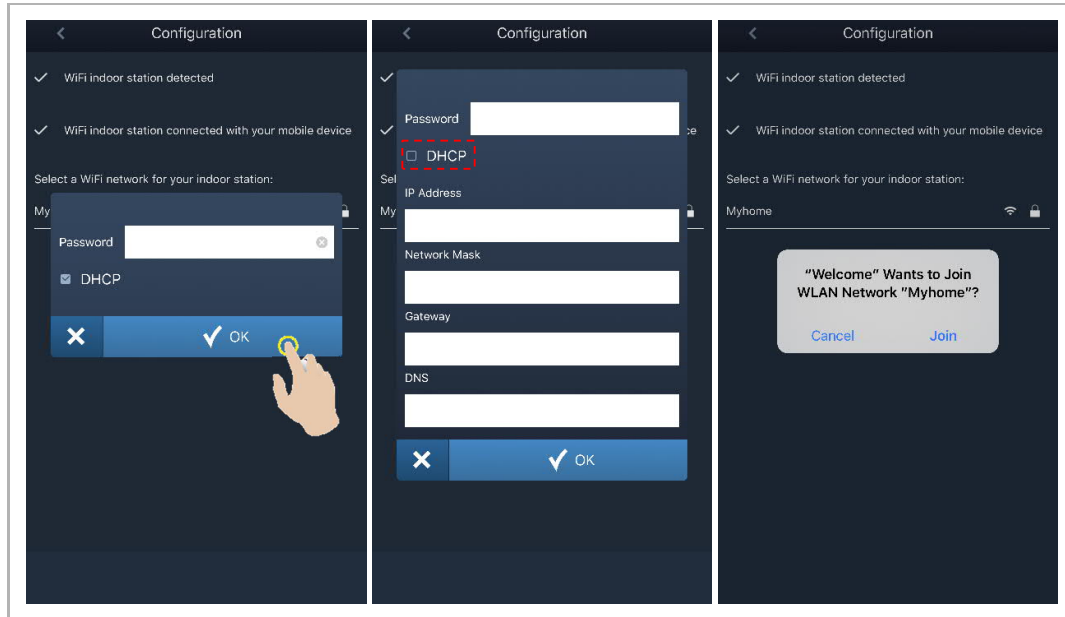 Configuration
WiFi indoor station detected
WiFi indoor station connected with your mobile device
Select a WiFi network for your indoor station:
My
Password
DHCP
OK
Configuration
ce
Sel
My
Password
DHCP
IP Address
Network Mask
Gateway
DNS
OK
Configuration
WiFi indoor station detected
WiFi indoor station connected with your mobile device
Select a WiFi network for your indoor station:
Myhome
"Welcome" Wants to Join
WLAN Network "Myhome"?
Cancel
Join